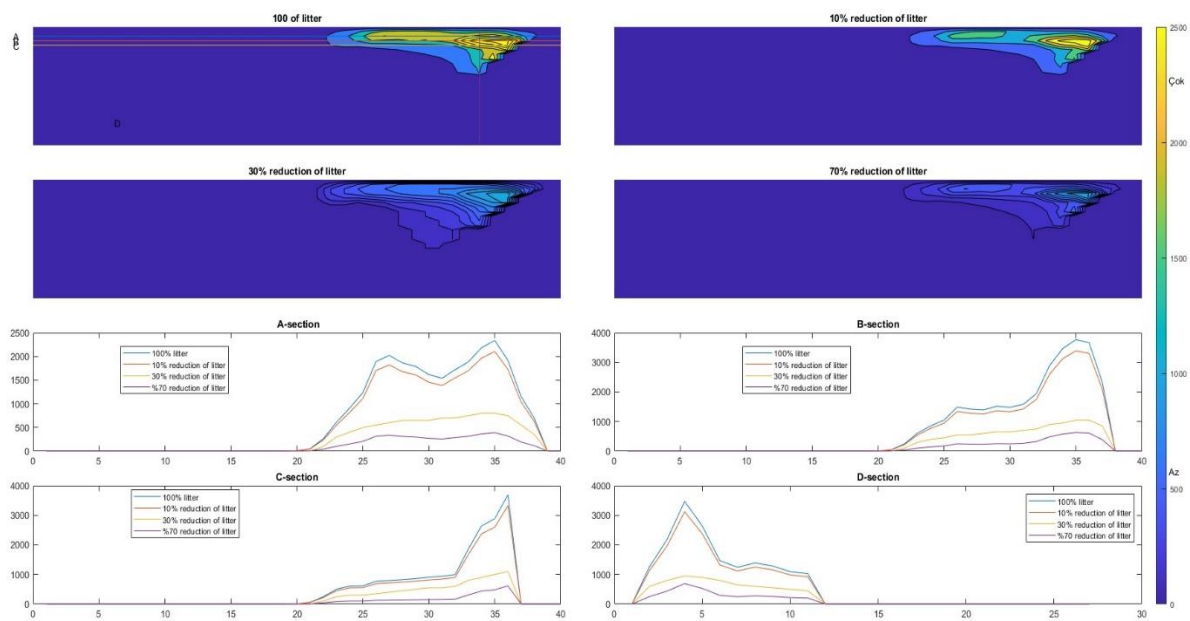 100 of litter
A
B
C
D
10% reduction of litter
2500
Çok
2000
1500
1000
Az
500
0
30% reduction of litter
70% reduction of litter
A-section
2500
2000
1500
1000
500
0
0 5 10 15 20 25 30 35 40
100% litter
10% reduction of litter
30% reduction of litter
%70 reduction of litter
B-section
4000
3000
2000
1000
0
0 5 10 15 20 25 30 35 40
100% litter
10% reduction of litter
30% reduction of litter
%70 reduction of litter
C-section
4000
3000
2000
1000
0
0 5 10 15 20 25 30 35 40
100% litter
10% reduction of litter
30% reduction of litter
%70 reduction of litter
D-section
4000
3000
2000
1000
0
0 5 10 15 20 25 30
100% litter
10% reduction of litter
30% reduction of litter
%70 reduction of litter